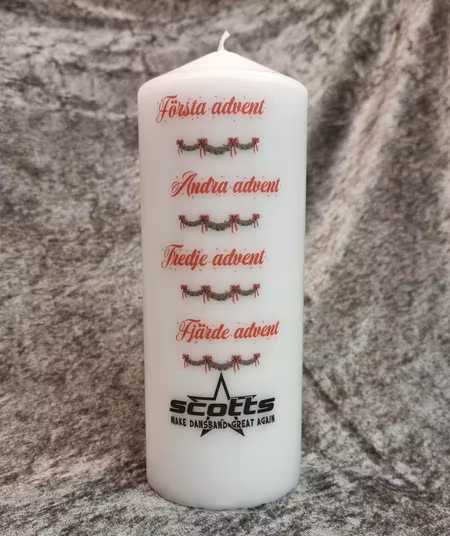 Första advent
Andra advent
Tredje advent
Fjärde advent
scotts
MAKE DANSBAND GREAT AGAIN